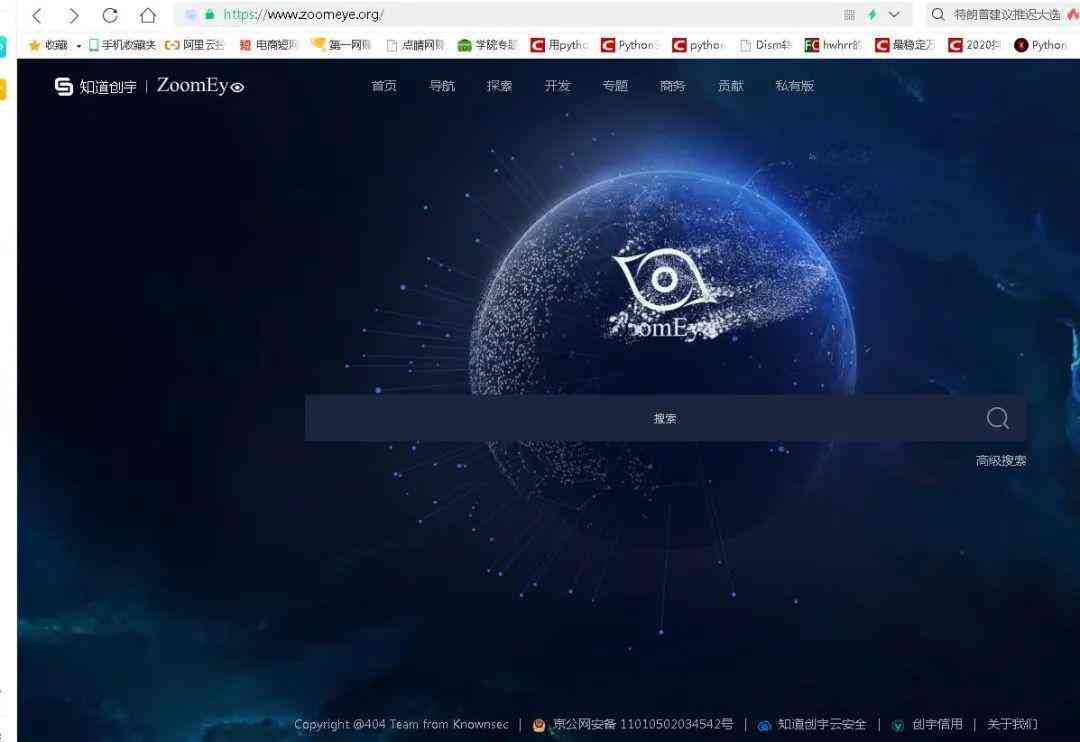 https://www.zoomeye.org/
特朗普建议推迟大选
收藏 手机收藏夹 阿里云 电商短 第一网 点睛网 学院专题 用pytho Python python Dism 最稳定 2020 Python
知道创宇 | ZoomEye
首页 导航 探索 开发 专题 商务 贡献 私有版
搜索
高级搜索
Copyright @404 Team from Knownsec | 京公网安备 11010502034542号 | 知道创宇云安全 | 创宇信用 | 关于我们